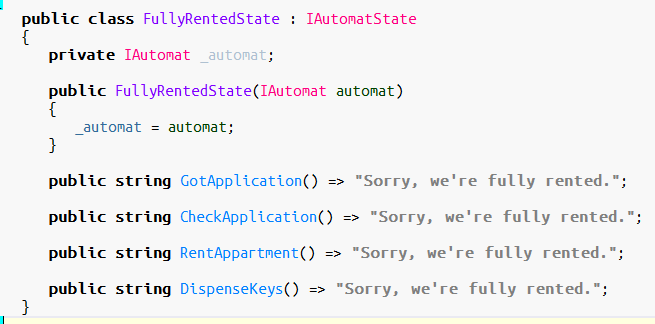 public class FullyRentedState : IAutomatState
{
private IAutomat _automat;
public FullyRentedState(IAutomat automat)
{
_automat = automat;
}
public string GotApplication() => "Sorry, we're fully rented.";
public string CheckApplication() => "Sorry, we're fully rented.";
public string RentAppartment() => "Sorry, we're fully rented.";
public string DispenseKeys() => "Sorry, we're fully rented.";
}